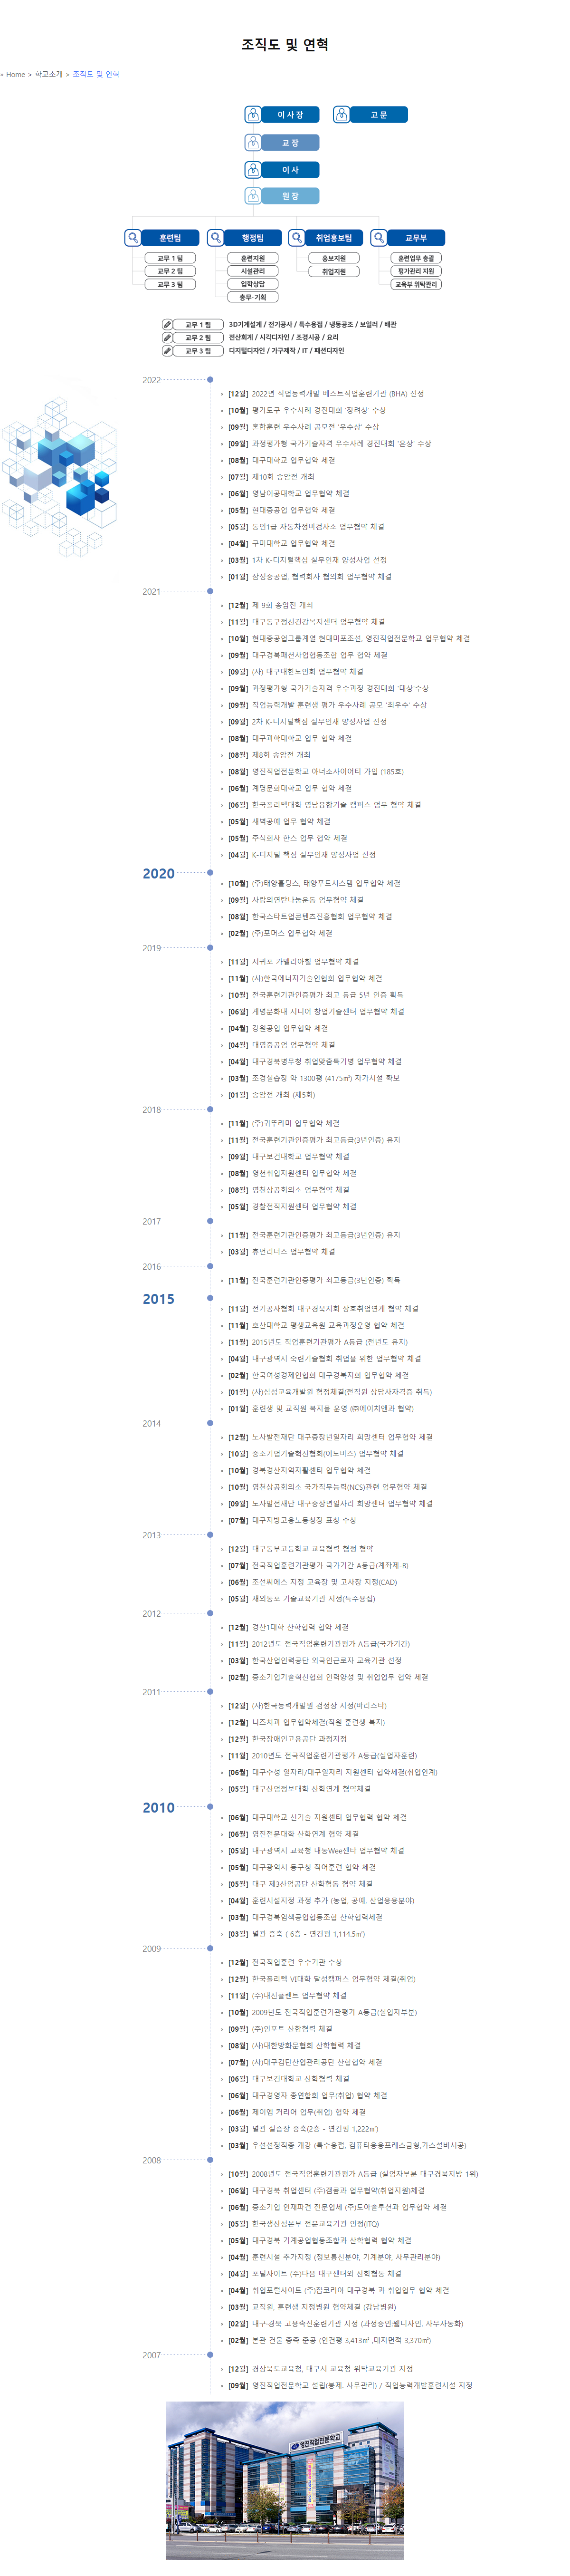 조직도 및 연혁
» Home > 학교소개 > 조직도 및 연혁
이 사 장
고 문
교 장
이 사
원 장
훈련팀
행정팀
취업홍보팀
교무부
교무 1 팀
교무 2 팀
교무 3 팀
훈련지원
시설관리
입학상담
총무·기획
홍보지원
취업지원
훈련업무 총괄
평가관리 지원
교육부 위탁관리
교무 1 팀 3D기계설계 / 전기공사 / 특수용접 / 냉동공조 / 보일러 / 배관
교무 2 팀 전산회계 / 시각디자인 / 조경시공 / 요리
교무 3 팀 디지털디자인 / 가구제작 / IT / 패션디자인
2022
[12월] 2022년 직업능력개발 베스트직업훈련기관 (BHA) 선정
[10월] 평가도구 우수사례 경진대회 '장려상' 수상
[09월] 혼합훈련 우수사례 공모전 '우수상' 수상
[09월] 과정평가형 국가기술자격 우수사례 경진대회 '은상' 수상
[08월] 대구대학교 업무협약 체결
[07월] 제10회 송암전 개최
[06월] 영남이공대학교 업무협약 체결
[05월] 현대중공업 업무협약 체결
[05월] 동인1급 자동차정비검사소 업무협약 체결
[04월] 구미대학교 업무협약 체결
[03월] 1차 K-디지털핵심 실무인재 양성사업 선정
[01월] 삼성중공업, 협력회사 협의회 업무협약 체결
2021
[12월] 제 9회 송암전 개최
[11월] 대구동구정신건강복지센터 업무협약 체결
[10월] 현대중공업그룹계열 현대미포조선, 영진직업전문학교 업무협약 체결
[09월] 대구경북패션사업협동조합 업무 협약 체결
[09월] (사) 대구대한노인회 업무협약 체결
[09월] 과정평가형 국가기술자격 우수과정 경진대회 '대상'수상
[09월] 직업능력개발 훈련생 평가 우수사례 공모 '최우수' 수상
[09월] 2차 K-디지털핵심 실무인재 양성사업 선정
[08월] 대구과학대학교 업무 협약 체결
[08월] 제8회 송암전 개최
[08월] 영진직업전문학교 아너소사이어티 가입 (185호)
[06월] 계명문화대학교 업무 협약 체결
[06월] 한국폴리텍대학 영남융합기술 캠퍼스 업무 협약 체결
[05월] 새벽공예 업무 협약 체결
[05월] 주식회사 한스 업무 협약 체결
[04월] K-디지털 핵심 실무인재 양성사업 선정
2020
[10월] (주)태양홀딩스, 태양푸드시스템 업무협약 체결
[09월] 사랑의연탄나눔운동 업무협약 체결
[08월] 한국스타트업콘텐츠진흥협회 업무협약 체결
[02월] (주)포머스 업무협약 체결
2019
[11월] 서귀포 카멜리아힐 업무협약 체결
[11월] (사)한국에너지기술인협회 업무협약 체결
[10월] 전국훈련기관인증평가 최고 등급 5년 인증 획득
[06월] 계명문화대 시니어 창업기술센터 업무협약 체결
[04월] 강원공업 업무협약 체결
[04월] 대영중공업 업무협약 체결
[04월] 대구경북병무청 취업맞춤특기병 업무협약 체결
[03월] 조경실습장 약 1300평 (4175㎡) 자가시설 확보
[01월] 송암전 개최 (제5회)
2018
[11월] (주)귀뚜라미 업무협약 체결
[11월] 전국훈련기관인증평가 최고등급(3년인증) 유지
[09월] 대구보건대학교 업무협약 체결
[08월] 영천취업지원센터 업무협약 체결
[08월] 영천상공회의소 업무협약 체결
[05월] 경찰전직지원센터 업무협약 체결
2017
[11월] 전국훈련기관인증평가 최고등급(3년인증) 유지
[03월] 휴먼리더스 업무협약 체결
2016
[11월] 전국훈련기관인증평가 최고등급(3년인증) 획득
2015
[11월] 전기공사협회 대구경북지회 상호취업연계 협약 체결
[11월] 호산대학교 평생교육원 교육과정운영 협약 체결
[11월] 2015년도 직업훈련기관평가 A등급 (전년도 유지)
[04월] 대구광역시 숙련기술협회 취업을 위한 업무협약 체결
[02월] 한국여성경제인협회 대구경북지회 업무협약 체결
[01월] (사)심성교육개발원 협정체결(전직원 상담사자격증 취득)
[01월] 훈련생 및 교직원 복지몰 운영 (㈜에이치앤과 협약)
2014
[12월] 노사발전재단 대구중장년일자리 희망센터 업무협약 체결
[10월] 중소기업기술혁신협회(이노비즈) 업무협약 체결
[10월] 경북경산지역자활센터 업무협약 체결
[10월] 영천상공회의소 국가직무능력(NCS)관련 업무협약 체결
[09월] 노사발전재단 대구중장년일자리 희망센터 업무협약 체결
[07월] 대구지방고용노동청장 표창 수상
2013
[12월] 대구동부고등학교 교육협력 협정 협약
[07월] 전국직업훈련기관평가 국가기간 A등급(계좌제-B)
[06월] 조선씨에스 지정 교육장 및 고사장 지정(CAD)
[05월] 재외동포 기술교육기관 지정(특수용접)
2012
[12월] 경산1대학 산학협력 협약 체결
[11월] 2012년도 전국직업훈련기관평가 A등급(국가기간)
[03월] 한국산업인력공단 외국인근로자 교육기관 선정
[02월] 중소기업기술혁신협회 인력양성 및 취업업무 협약 체결
2011
[12월] (사)한국능력개발원 검정장 지정(바리스타)
[12월] 니즈치과 업무협약체결(직원 훈련생 복지)
[12월] 한국장애인고용공단 과정지정
[11월] 2010년도 전국직업훈련기관평가 A등급(실업자훈련)
[06월] 대구수성 일자리/대구일자리 지원센터 협약체결(취업연계)
[05월] 대구산업정보대학 산학연계 협약체결
2010
[06월] 대구대학교 신기술 지원센터 업무협력 협약 체결
[06월] 영진전문대학 산학연계 협약 체결
[05월] 대구광역시 교육청 대동Wee센타 업무협약 체결
[05월] 대구광역시 동구청 직어훈련 협약 체결
[05월] 대구 제3산업공단 산학협동 협약 체결
[04월] 훈련시설지정 과정 추가 (농업, 공예, 산업응용분야)
[03월] 대구경북염색공업협동조합 산학협력체결
[03월] 별관 증축 ( 6층 - 연건평 1,114.5㎡)
2009
[12월] 전국직업훈련 우수기관 수상
[12월] 한국폴리텍 Ⅵ대학 달성캠퍼스 업무협약 체결(취업)
[11월] (주)대신플랜트 업무협약 체결
[10월] 2009년도 전국직업훈련기관평가 A등급(실업자부분)
[09월] (주)인포트 산합협력 체결
[08월] (사)대한방화문협회 산학협력 체결
[07월] (사)대구검단산업관리공단 산합협약 체결
[06월] 대구보건대학교 산학협력 체결
[06월] 대구경영자 총연합회 업무(취업) 협약 체결
[06월] 제이엠 커리어 업무(취업) 협약 체결
[03월] 별관 실습장 증축(2층 - 연건평 1,222㎡)
[03월] 우선선정직종 개강 (특수용접, 컴퓨터응용프레스금형,가스설비시공)
2008
[10월] 2008년도 전국직업훈련기관평가 A등급 (실업자부분 대구경북지방 1위)
[06월] 대구경북 취업센터 (주)갬콤과 업무협약(취업지원)체결
[06월] 중소기업 인재파견 전문업체 (주)도아솔루션과 업무협약 체결
[05월] 한국생산성본부 전문교육기관 인정(ITQ)
[05월] 대구경북 기계공업협동조합과 산학협력 협약 체결
[04월] 훈련시설 추가지정 (정보통신분야, 기계분야, 사무관리분야)
[04월] 포털사이트 (주)다음 대구센터와 산학협동 체결
[04월] 취업포털사이트 (주)잡코리아 대구경북 과 취업업무 협약 체결
[03월] 교직원, 훈련생 지정병원 협약체결 (강남병원)
[02월] 대구·경북 고용촉진훈련기관 지정 (과정승인:웹디자인, 사무자동화)
[02월] 본관 건물 증축 준공 (연건평 3,413㎡ ,대지면적 3,370㎡)
2007
[12월] 경상북도교육청, 대구시 교육청 위탁교육기관 지정
[09월] 영진직업전문학교 설립(봉제, 사무관리) / 직업능력개발훈련시설 지정
영진직업전문학교